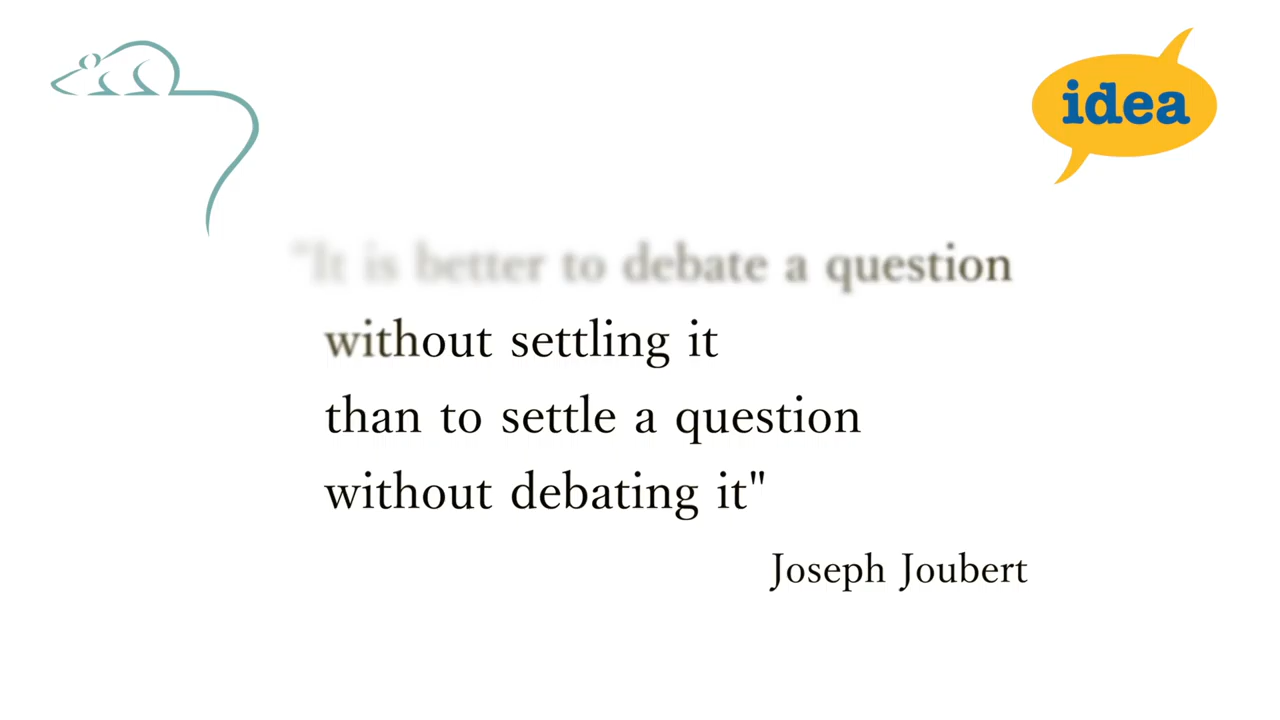 idea
"It is better to debate a question
without settling it
than to settle a question
without debating it"
Joseph Joubert